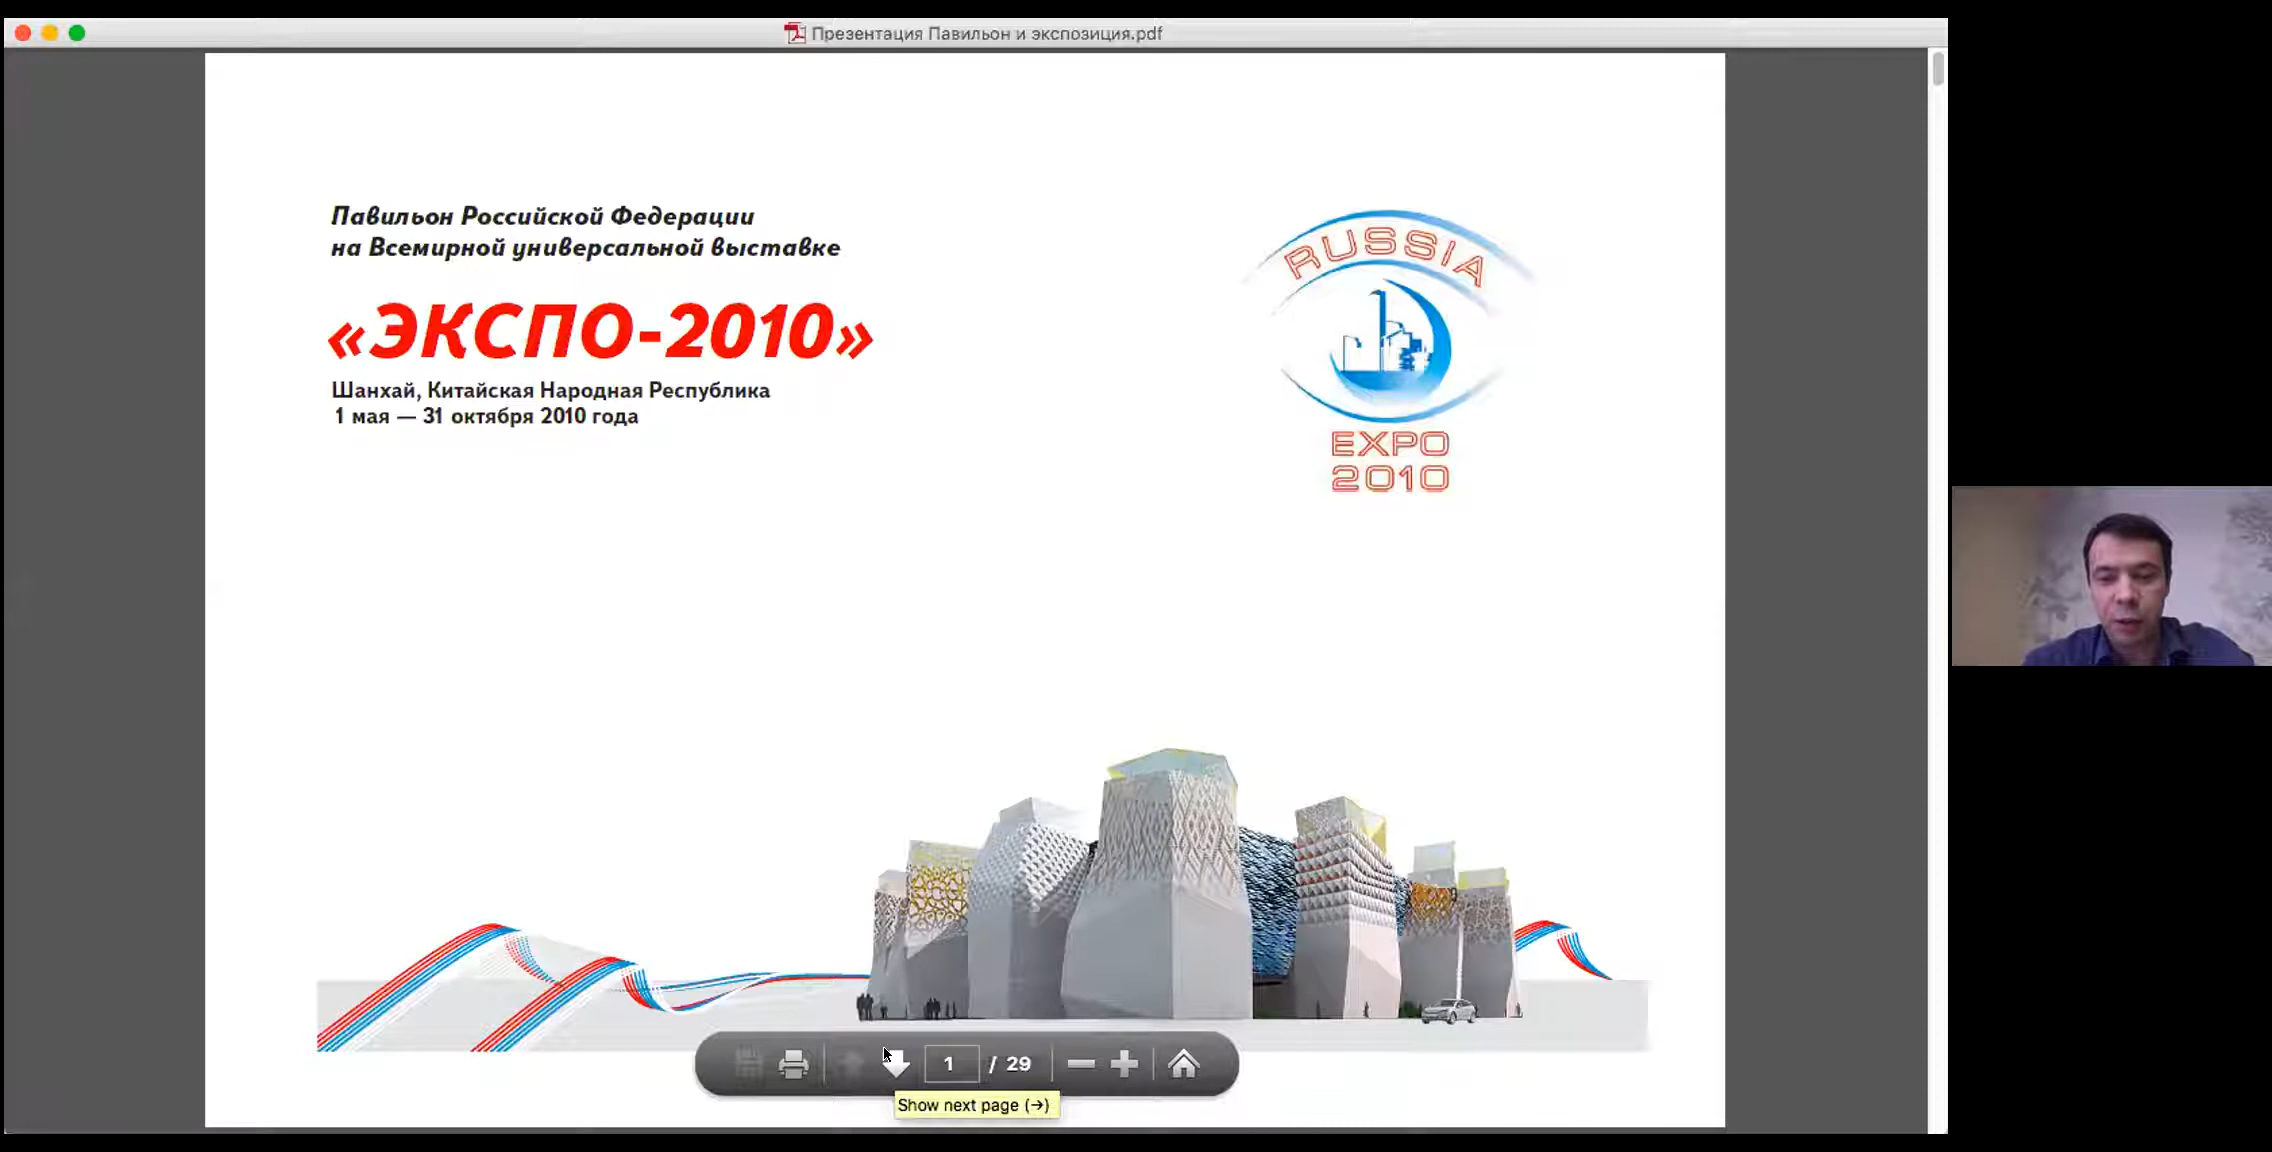 Презентация Павильон и экспозиция.pdf
Павильон Российской Федерации
на Всемирной универсальной выставке
«ЭКСПО-2010»
Шанхай, Китайская Народная Республика
1 мая — 31 октября 2010 года
RUSSIA
EXPO
2010
1 / 29
Show next page (→)